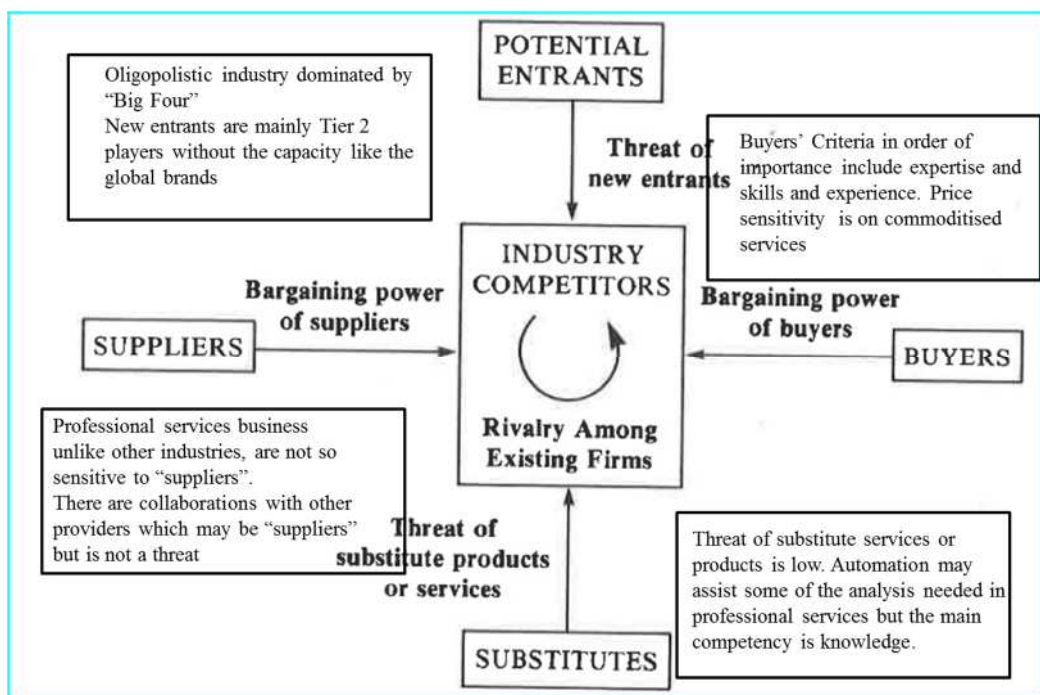 POTENTIAL
ENTRANTS
Oligopolistic industry dominated by
“Big Four”
New entrants are mainly Tier 2
players without the capacity like the
global brands
Threat of
new entrants
Buyers’ Criteria in order of
importance include expertise and
skills and experience. Price
sensitivity is on commoditised
services
INDUSTRY
COMPETITORS
Bargaining power
of suppliers
Bargaining power
of buyers
SUPPLIERS
BUYERS
Rivalry Among
Existing Firms
Professional services business
unlike other industries, are not so
sensitive to “suppliers”.
There are collaborations with other
providers which may be “suppliers”
but is not a threat
Threat of
substitute products
or services
Threat of substitute services or
products is low. Automation may
assist some of the analysis needed in
professional services but the main
competency is knowledge.
SUBSTITUTES